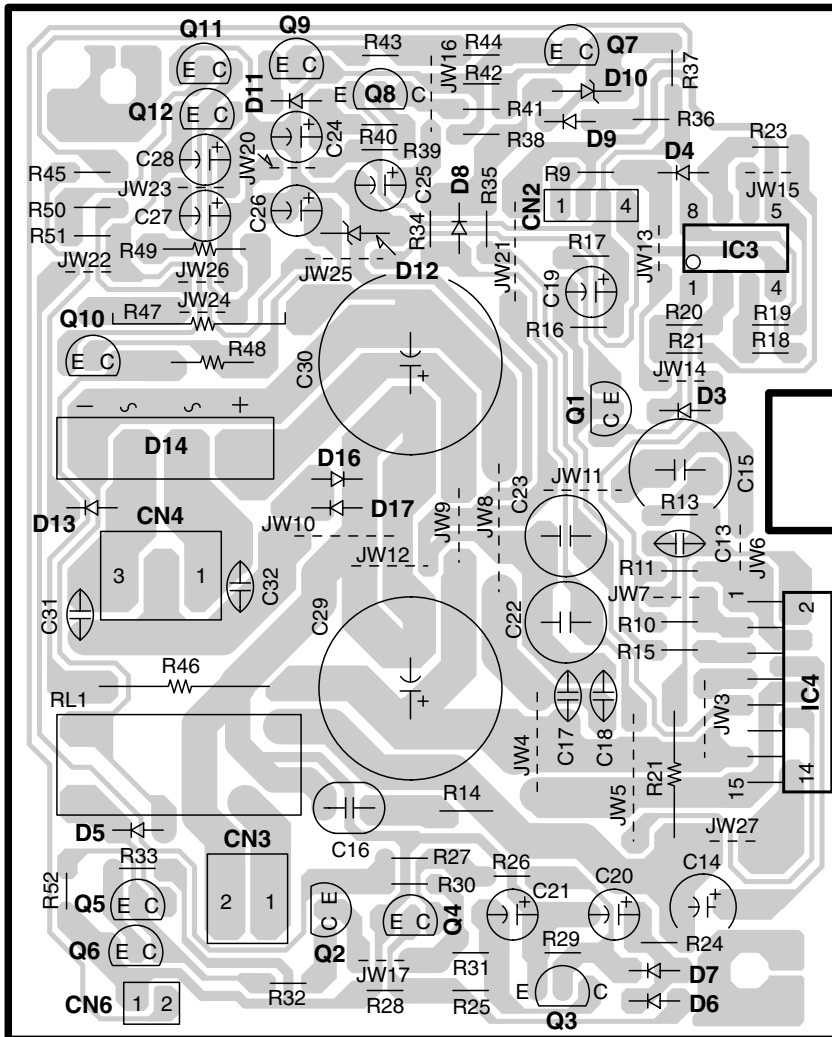 Q11
Q9
Q7
R43
R44
JW16
R42
R37
D10
E C
E C
E C
D11
E Q8 C
Q12
E C
R41
R36
C24
R40
R38
D9
R39
R23
C28
JW20
D4
R45
C25
D8
R35
R9
JW15
JW23
CN2
1 4
8 5
R50
C27
C26
R34
R51
R49
JW21
R17
JW13
IC3
JW22
JW26
JW25
D12
C19
1 4
JW24
R47
R16
R20
R19
Q10
R21
R18
E C
R48
C30
JW14
Q1
C E
D3
− ∿ ∿ +
D14
D16
C15
C23
JW11
D13
CN4
D17
JW9
JW8
R13
JW10
C13
JW6
JW12
3 1
R11
C32
C31
JW7
1 2
C29
C22
R10
R15
R46
RL1
IC4
JW3
C17
C18
JW4
JW5
R21
15 14
R14
D5
CN3
C16
JW27
R33
R27
R26
C14
R52
R30
C21
C20
Q5
E C
2 1
C E
E C
Q4
Q6
E C
Q2
R29
R24
JW17
R31
D7
CN6
1 2
R32
R28
R25
E C
Q3
D6